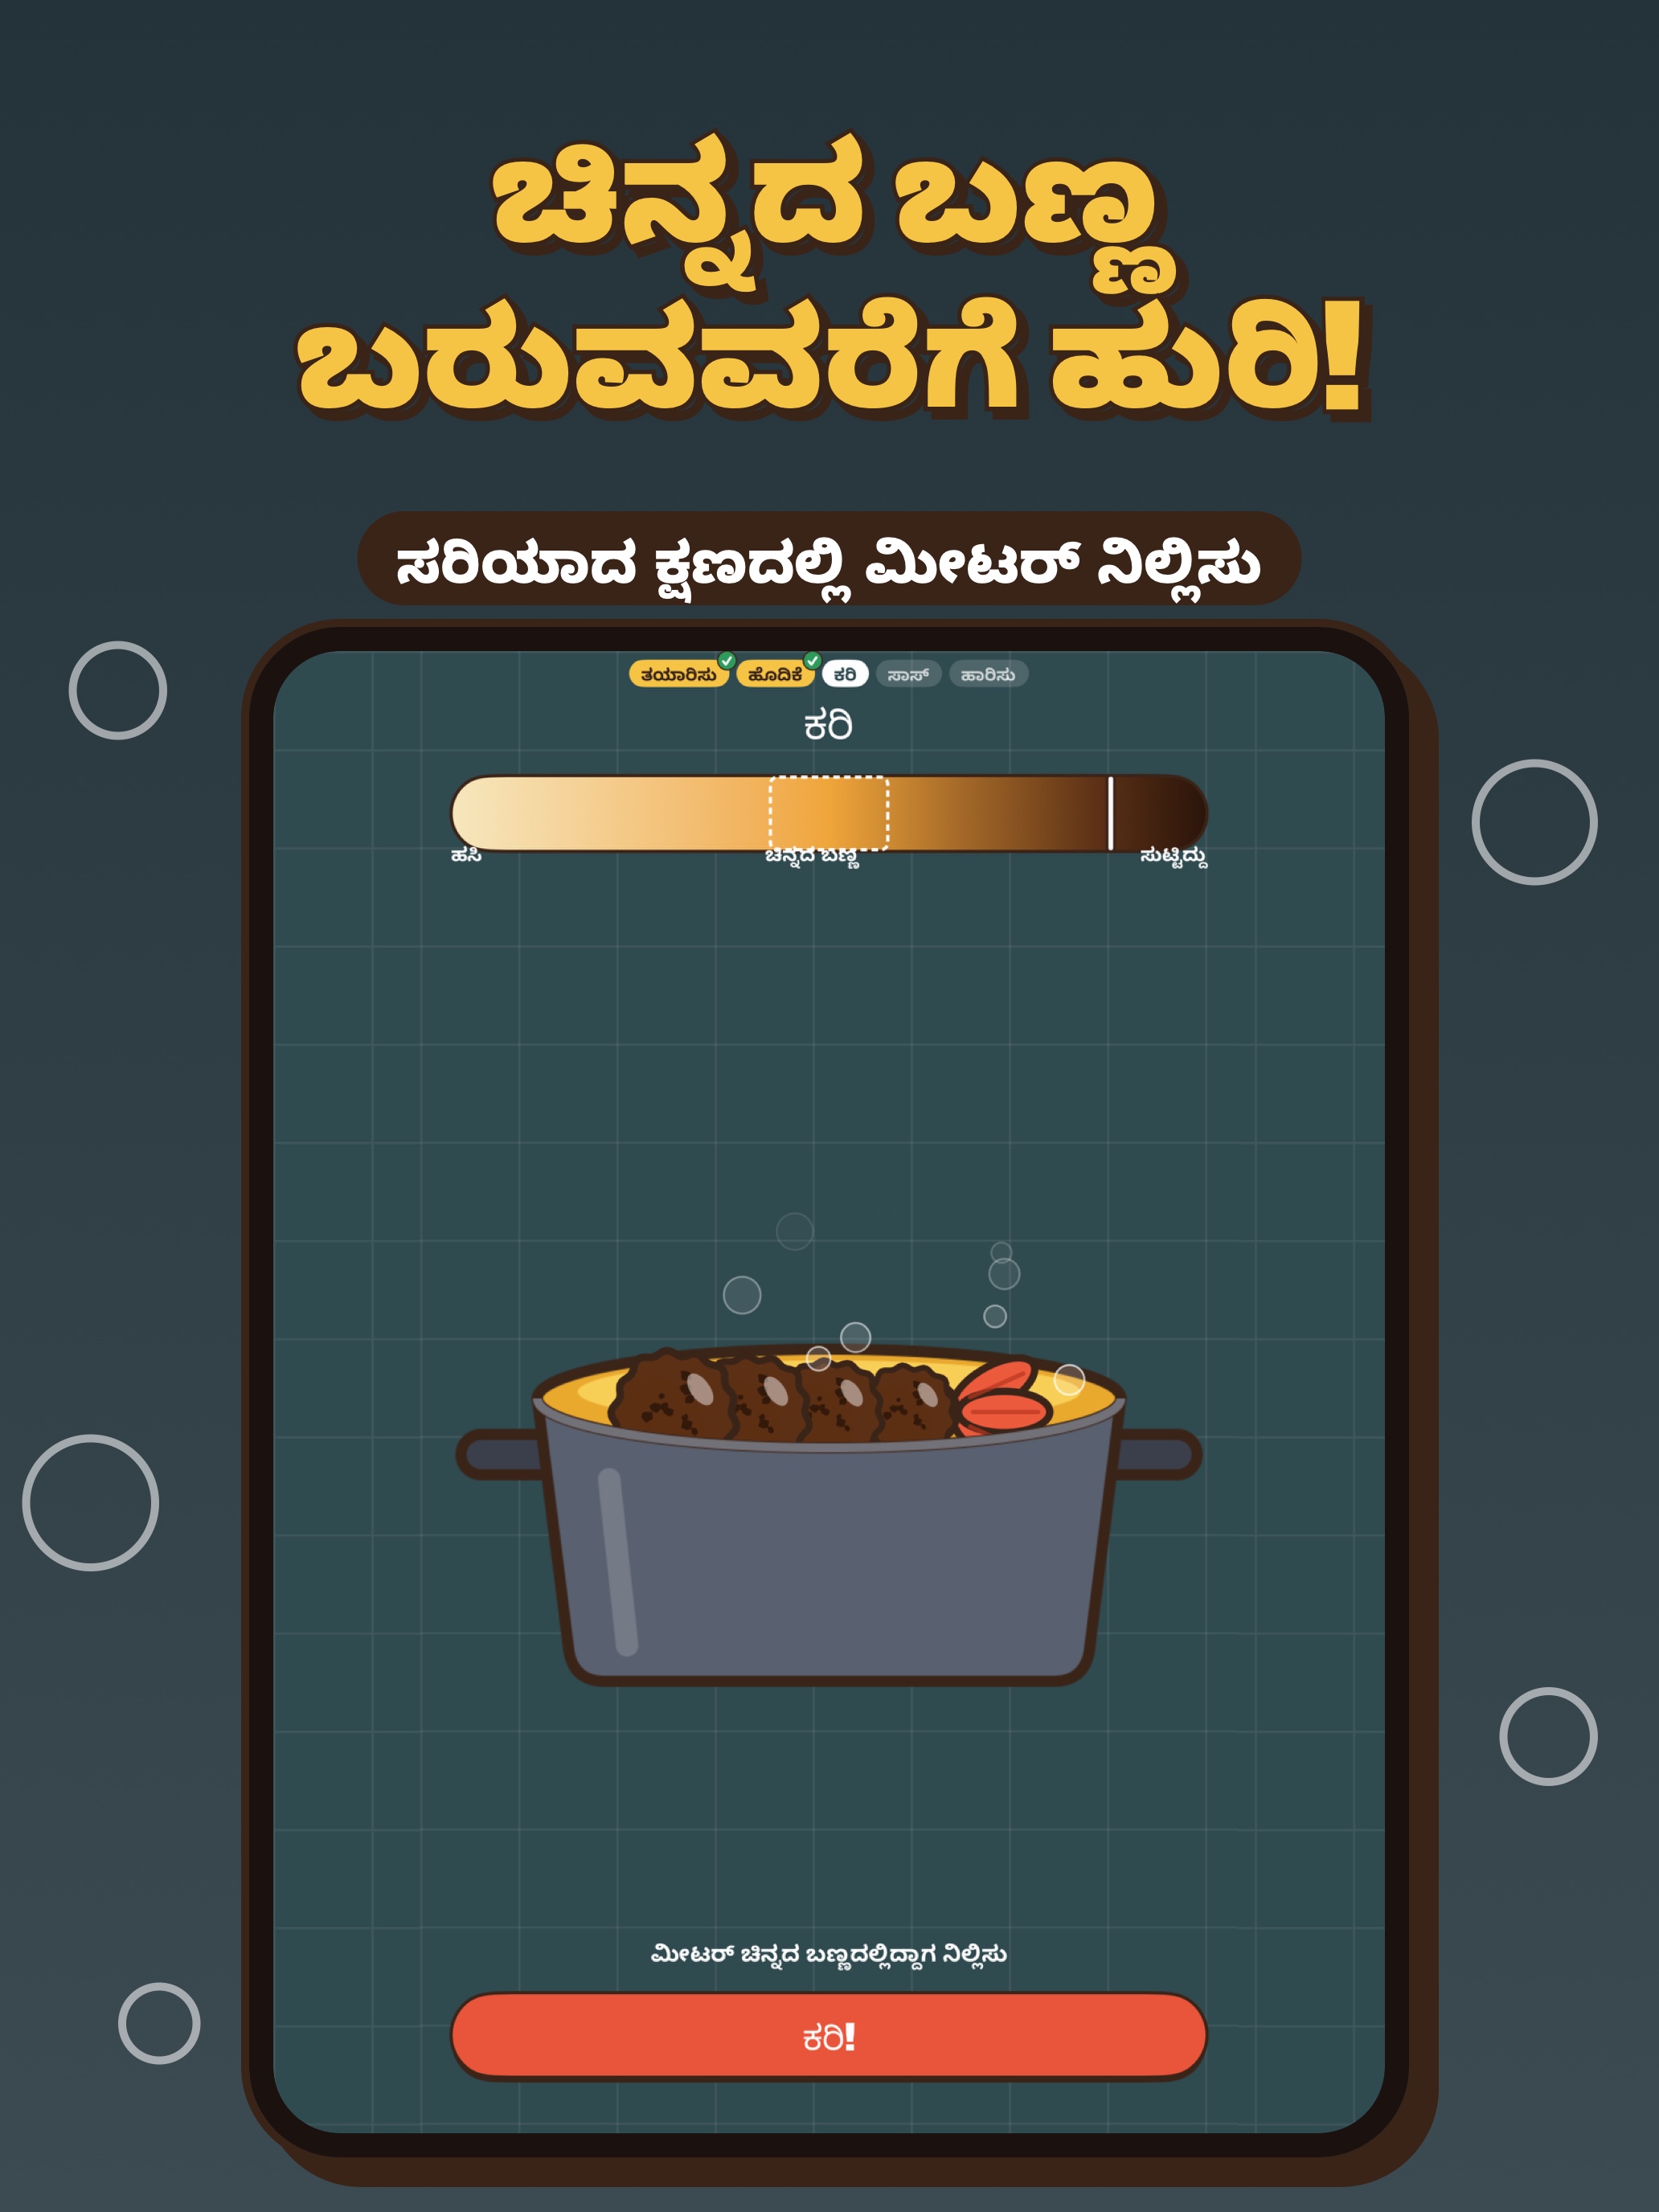 ಚಿನ್ನದ ಬಣ್ಣ
ಬರುವವರೆಗೆ ಹುರಿ!
ಸರಿಯಾದ ಕ್ಷಣದಲ್ಲಿ ಮೀಟರ್ ನಿಲ್ಲಿಸು
ತಯಾರಿಸು ಹೊದಿಕೆ ಕರಿ ಸಾಸ್ ಹಾರಿಸು
ಕರಿ
ಹಸಿ ಚಿನ್ನದ ಬಣ್ಣ ಸುಟ್ಟಿದ್ದು
ಮೀಟರ್ ಚಿನ್ನದ ಬಣ್ಣದಲ್ಲಿದ್ದಾಗ ನಿಲ್ಲಿಸು
ಕರಿ!